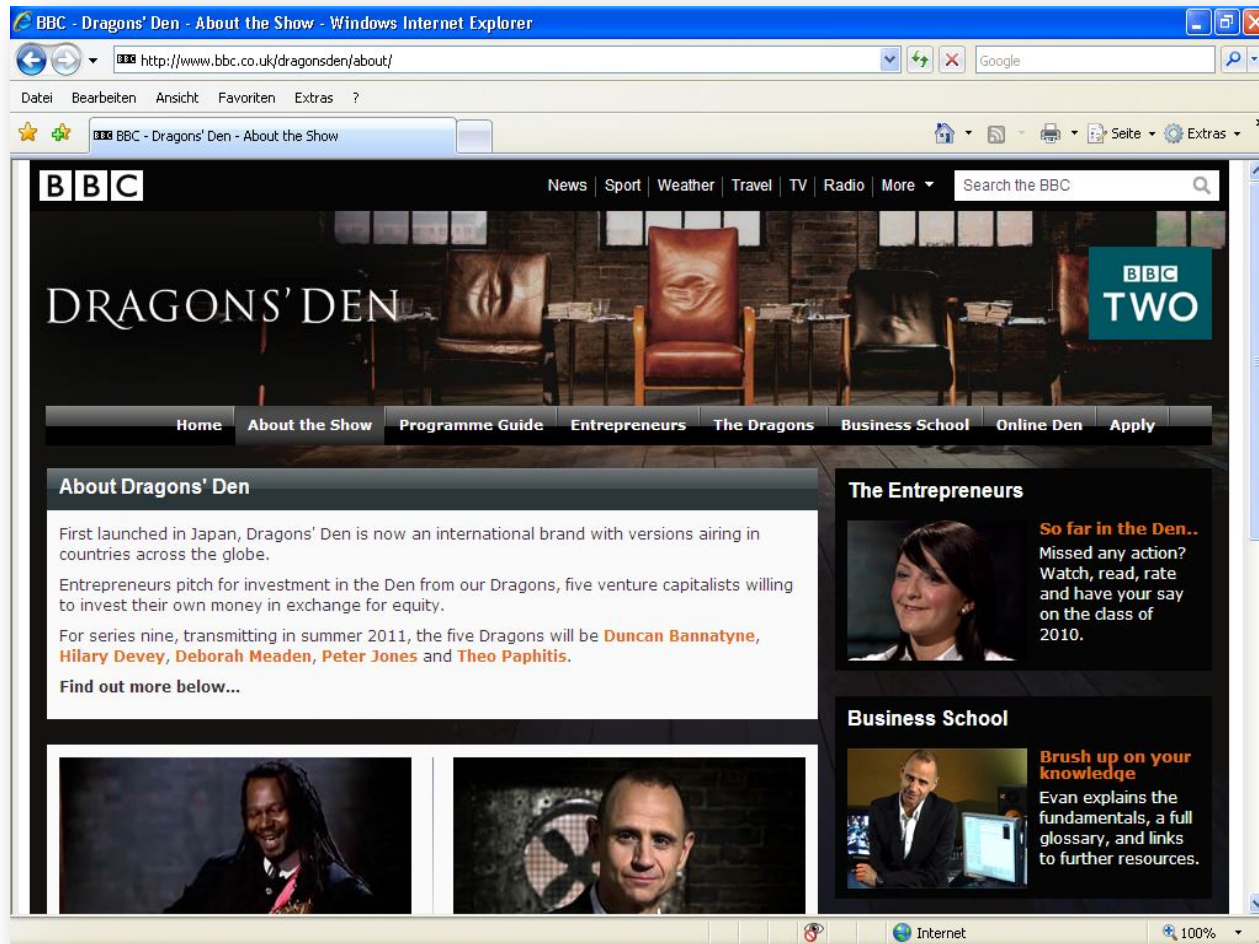 BBC - Dragons' Den - About the Show - Windows Internet Explorer
BBC http://www.bbc.co.uk/dragonsden/about/
Google
Datei Bearbeiten Ansicht Favoriten Extras ?
BBC BBC - Dragons' Den - About the Show
Seite Extras
BBC
News | Sport | Weather | Travel | TV | Radio | More
Search the BBC
DRAGONS' DEN
BBC
TWO
Home About the Show Programme Guide Entrepreneurs The Dragons Business School Online Den Apply
About Dragons' Den
First launched in Japan, Dragons' Den is now an international brand with versions airing in
countries across the globe.
Entrepreneurs pitch for investment in the Den from our Dragons, five venture capitalists willing
to invest their own money in exchange for equity.
For series nine, transmitting in summer 2011, the five Dragons will be Duncan Bannatyne,
Hilary Devey, Deborah Meaden, Peter Jones and Theo Paphitis.
Find out more below...
The Entrepreneurs
So far in the Den..
Missed any action?
Watch, read, rate
and have your say
on the class of
2010.
Business School
Brush up on your
knowledge
Evan explains the
fundamentals, a full
glossary, and links
to further resources.
Internet
100%